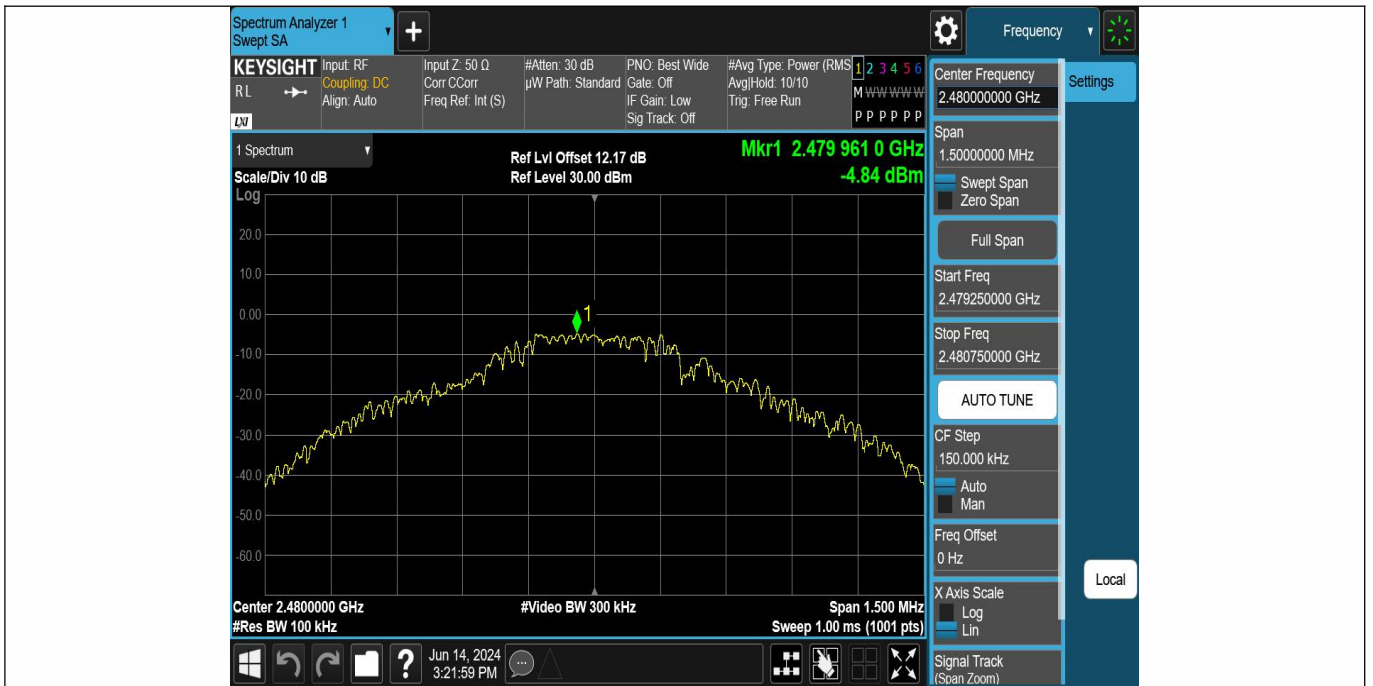 Spectrum Analyzer 1
Swept SA
+
Frequency
KEYSIGHT
RL
LXI
Input: RF
Coupling: DC
Align: Auto
Input Z: 50 Ω
Corr CCorr
Freq Ref: Int (S)
#Atten: 30 dB
µW Path: Standard
PNO: Best Wide
Gate: Off
IF Gain: Low
Sig Track: Off
#Avg Type: Power (RMS
Avg|Hold: 10/10
Trig: Free Run
1 2 3 4 5 6
M W W W W W
P P P P P P
1 Spectrum
Scale/Div 10 dB
Log
Ref Lvl Offset 12.17 dB
Ref Level 30.00 dBm
Mkr1 2.479 961 0 GHz
-4.84 dBm
20.0
10.0
0.00
-10.0
-20.0
-30.0
-40.0
-50.0
-60.0
1
Center 2.4800000 GHz
#Res BW 100 kHz
#Video BW 300 kHz
Span 1.500 MHz
Sweep 1.00 ms (1001 pts)
Center Frequency
2.480000000 GHz
Settings
Span
1.50000000 MHz
Swept Span
Zero Span
Full Span
Start Freq
2.479250000 GHz
Stop Freq
2.480750000 GHz
AUTO TUNE
CF Step
150.000 kHz
Auto
Man
Freq Offset
0 Hz
Local
X Axis Scale
Log
Lin
Signal Track
(Span Zoom)
?
Jun 14, 2024
3:21:59 PM